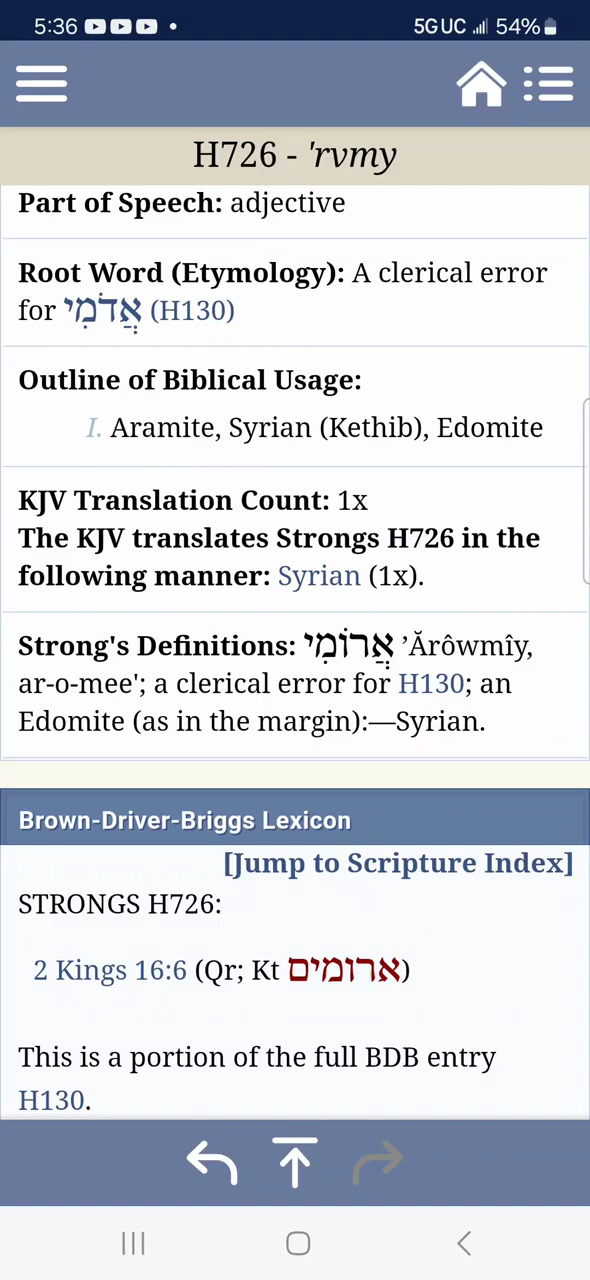 5:36
5GUC 54%
H726 - 'rvmy
Part of Speech: adjective
Root Word (Etymology): A clerical error
for אֲדֹמִי (H130)
Outline of Biblical Usage:
I. Aramite, Syrian (Kethib), Edomite
KJV Translation Count: 1x
The KJV translates Strongs H726 in the
following manner: Syrian (1x).
Strong's Definitions: אֲרוֹמִי ʼĂrôwmîy,
ar-o-mee'; a clerical error for H130; an
Edomite (as in the margin):—Syrian.
Brown-Driver-Briggs Lexicon
[Jump to Scripture Index]
STRONGS H726:
2 Kings 16:6 (Qr; Kt ארומים)
This is a portion of the full BDB entry
H130.